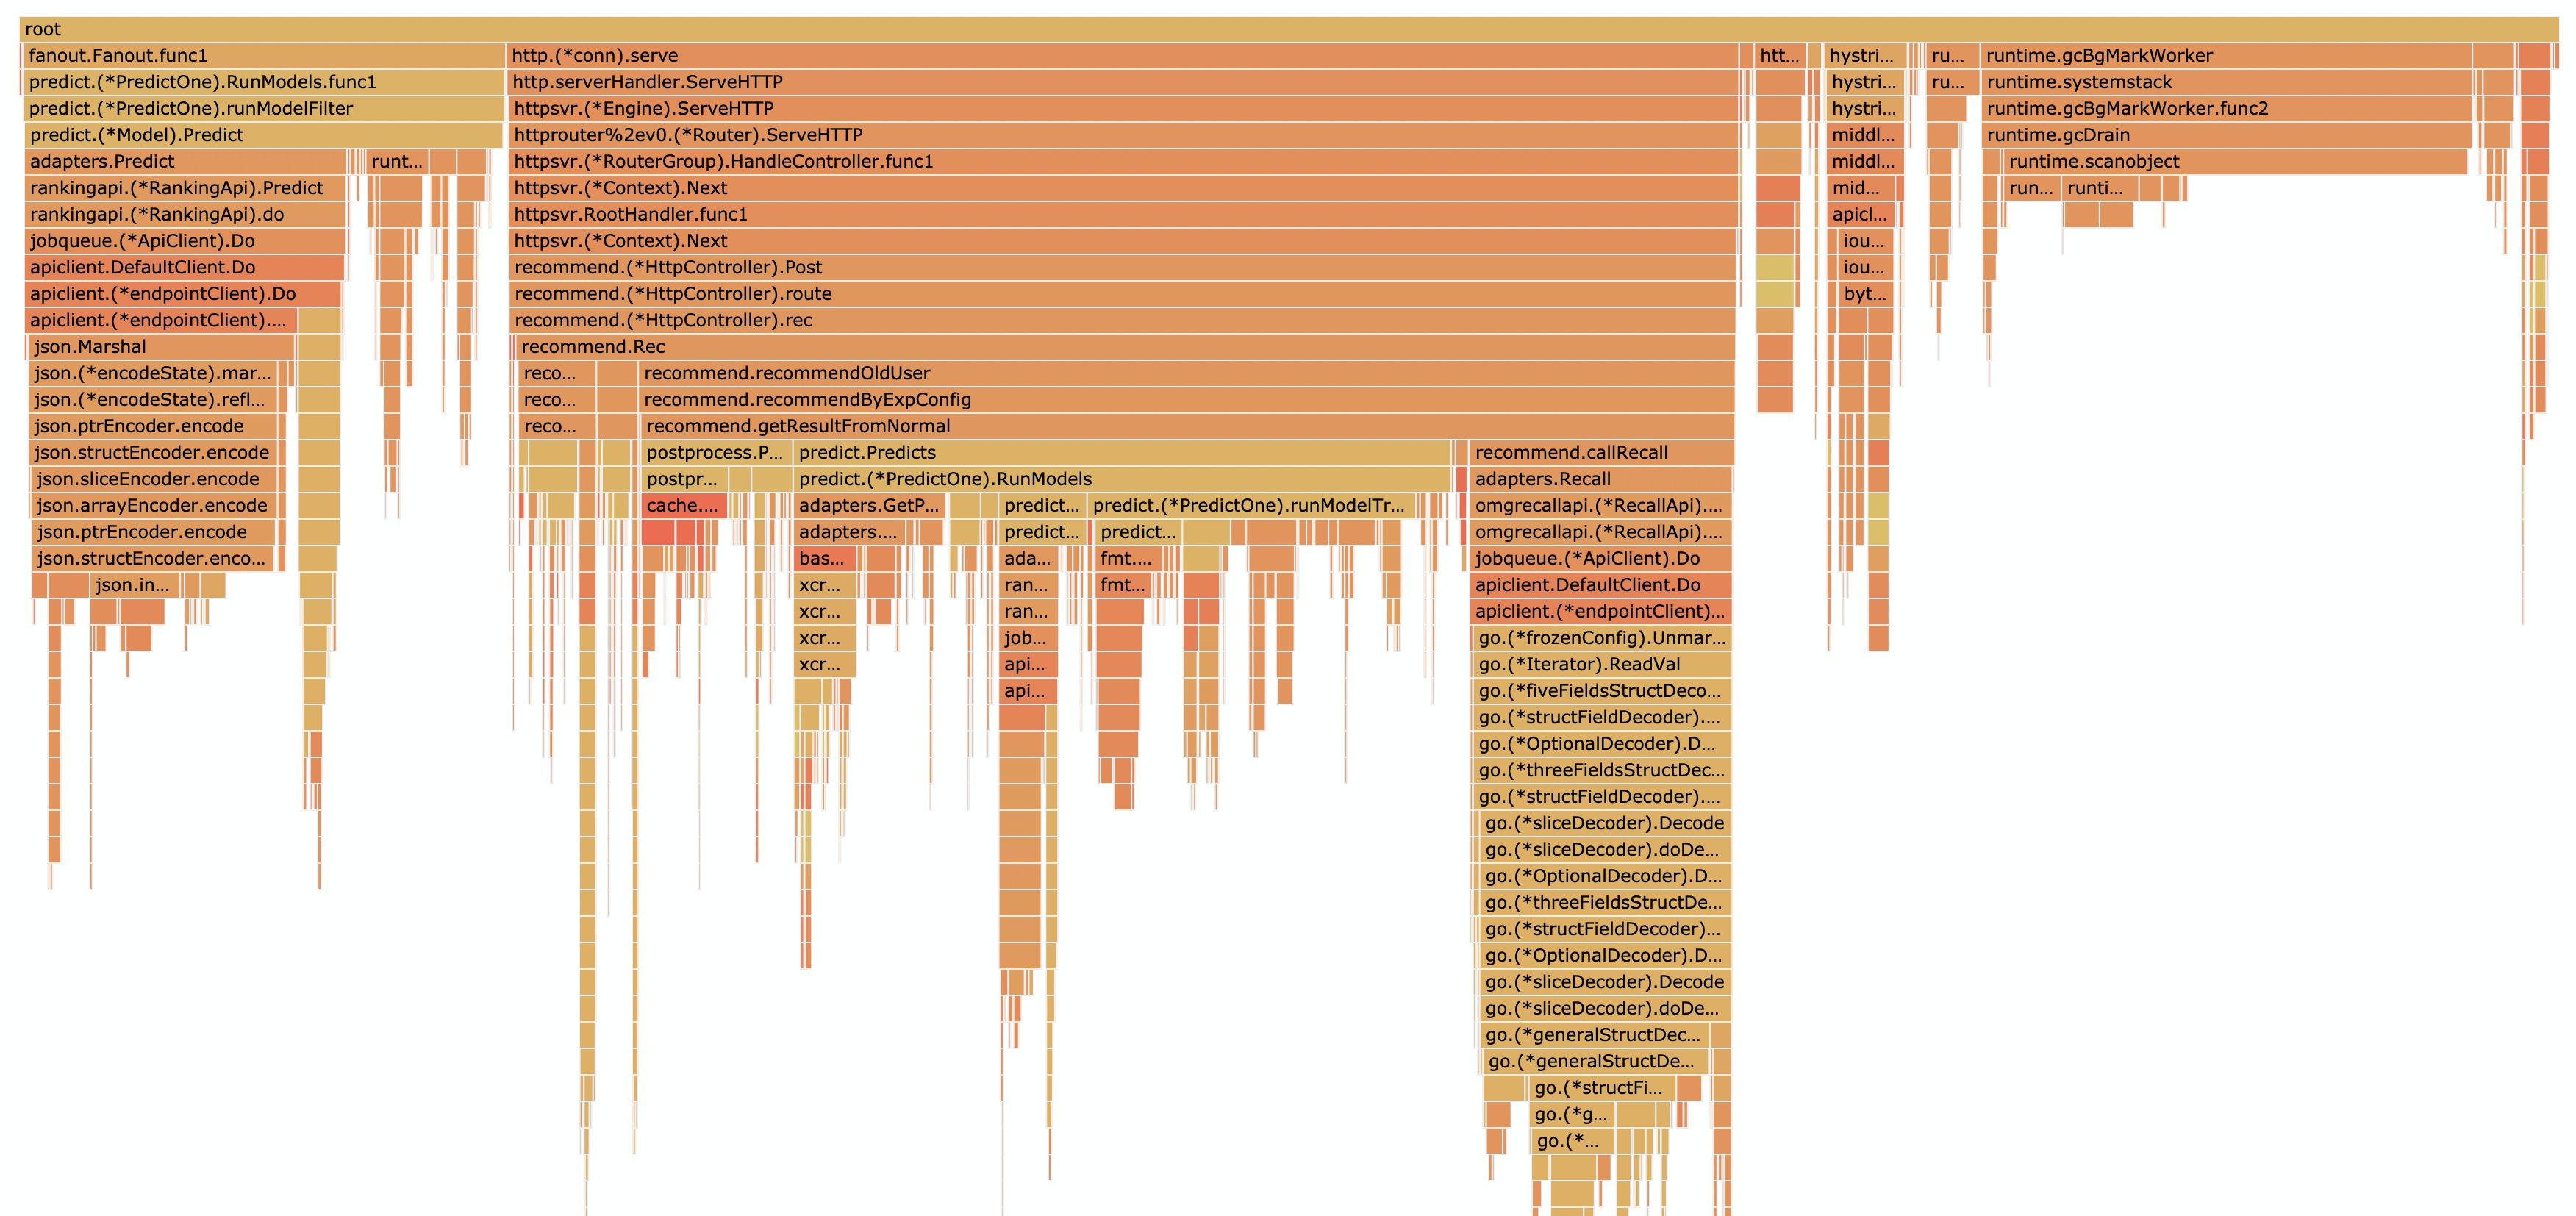 root
fanout.Fanout.func1 http.(*conn).serve htt... hystri... ru... runtime.gcBgMarkWorker
predict.(*PredictOne).RunModels.func1 http.serverHandler.ServeHTTP hystri... ru... runtime.systemstack
predict.(*PredictOne).runModelFilter httpsvr.(*Engine).ServeHTTP hystri... runtime.gcBgMarkWorker.func2
predict.(*Model).Predict httprouter%2ev0.(*Router).ServeHTTP middl... runtime.gcDrain
adapters.Predict runt... httpsvr.(*RouterGroup).HandleController.func1 middl... runtime.scanobject
rankingapi.(*RankingApi).Predict httpsvr.(*Context).Next mid... run... runti...
rankingapi.(*RankingApi).do httpsvr.RootHandler.func1 apicl...
jobqueue.(*ApiClient).Do httpsvr.(*Context).Next iou...
apiclient.DefaultClient.Do recommend.(*HttpController).Post iou...
apiclient.(*endpointClient).Do recommend.(*HttpController).route byt...
apiclient.(*endpointClient).... recommend.(*HttpController).rec
json.Marshal recommend.Rec
json.(*encodeState).mar... reco... recommend.recommendOldUser
json.(*encodeState).refl... reco... recommend.recommendByExpConfig
json.ptrEncoder.encode reco... recommend.getResultFromNormal
json.structEncoder.encode postprocess.P... predict.Predicts recommend.callRecall
json.sliceEncoder.encode postpr... predict.(*PredictOne).RunModels adapters.Recall
json.arrayEncoder.encode cache.... adapters.GetP... predict... predict.(*PredictOne).runModelTr... omgrecallapi.(*RecallApi)....
json.ptrEncoder.encode adapters.... predict... predict... omgrecallapi.(*RecallApi)....
json.structEncoder.enco... bas... ada... fmt.... jobqueue.(*ApiClient).Do
json.in... xcr... ran... fmt... apiclient.DefaultClient.Do
xcr... ran... apiclient.(*endpointClient)...
xcr... job... go.(*frozenConfig).Unmar...
xcr... api... go.(*Iterator).ReadVal
api... go.(*fiveFieldsStructDeco...
go.(*structFieldDecoder)....
go.(*OptionalDecoder).D...
go.(*threeFieldsStructDec...
go.(*structFieldDecoder)....
go.(*sliceDecoder).Decode
go.(*sliceDecoder).doDe...
go.(*OptionalDecoder).D...
go.(*threeFieldsStructDe...
go.(*structFieldDecoder)...
go.(*OptionalDecoder).D...
go.(*sliceDecoder).Decode
go.(*sliceDecoder).doDe...
go.(*generalStructDec...
go.(*generalStructDe...
go.(*structFi...
go.(*g...
go.(*...